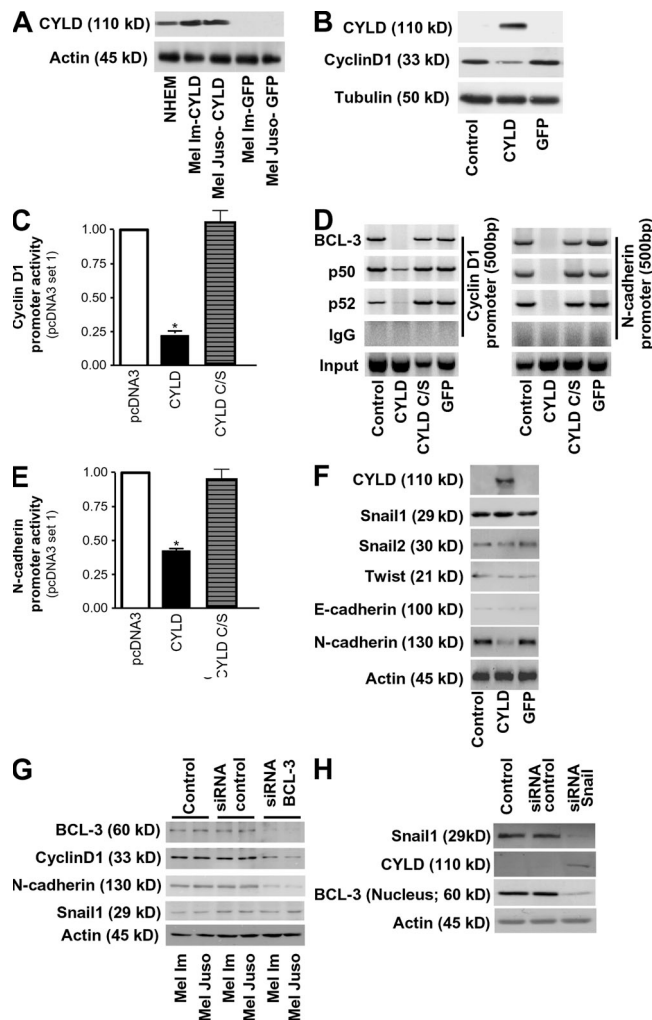 A
CYLD (110 kD)
Actin (45 kD)
NHEM
Mel Im-CYLD
Mel Juso- CYLD
Mel Im-GFP
Mel Juso- GFP
B
CYLD (110 kD)
CyclinD1 (33 kD)
Tubulin (50 kD)
Control
CYLD
GFP
C
Cyclin D1
promoter activity
(pcDNA3 set 1)
1.00
0.75
0.50
0.25
0.00
*
pcDNA3
CYLD
CYLD C/S
D
BCL-3
p50
p52
IgG
Input
Cyclin D1
promoter (500bp)
Control
CYLD
CYLD C/S
GFP
N-cadherin
promoter (500bp)
Control
CYLD
CYLD C/S
GFP
E
N-cadherin
promoter activity
(pcDNA3 set 1)
1.00
0.75
0.50
0.25
0.00
*
pcDNA3
CYLD
CYLD C/S
F
CYLD (110 kD)
Snail1 (29 kD)
Snail2 (30 kD)
Twist (21 kD)
E-cadherin (100 kD)
N-cadherin (130 kD)
Actin (45 kD)
Control
CYLD
GFP
G
Control
siRNA
control
siRNA
BCL-3
BCL-3 (60 kD)
CyclinD1 (33 kD)
N-cadherin (130 kD)
Snail1 (29 kD)
Actin (45 kD)
Mel Im
Mel Juso
Mel Im
Mel Juso
Mel Im
Mel Juso
H
Control
siRNA
control
siRNA
Snail
Snail1 (29kD)
CYLD (110 kD)
BCL-3 (Nucleus; 60 kD)
Actin (45 kD)